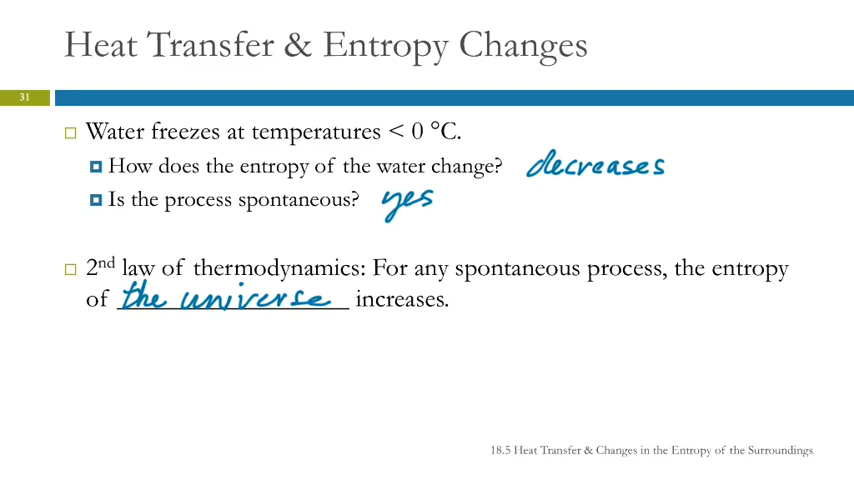 Heat Transfer & Entropy Changes
31
Water freezes at temperatures < 0 °C.
How does the entropy of the water change? decreases
Is the process spontaneous? yes
2nd law of thermodynamics: For any spontaneous process, the entropy
of the universe increases.
18.5 Heat Transfer & Changes in the Entropy of the Surroundings